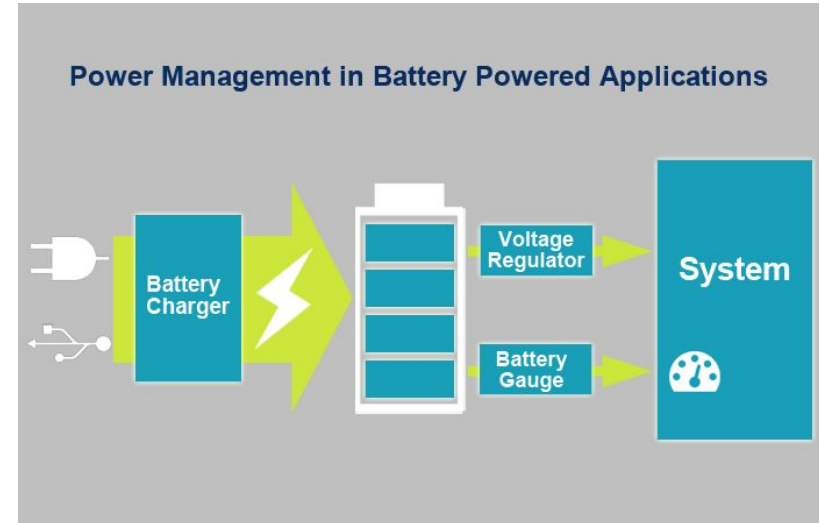 Power Management in Battery Powered Applications
Battery
Charger
Voltage
Regulator
Battery
Gauge
System